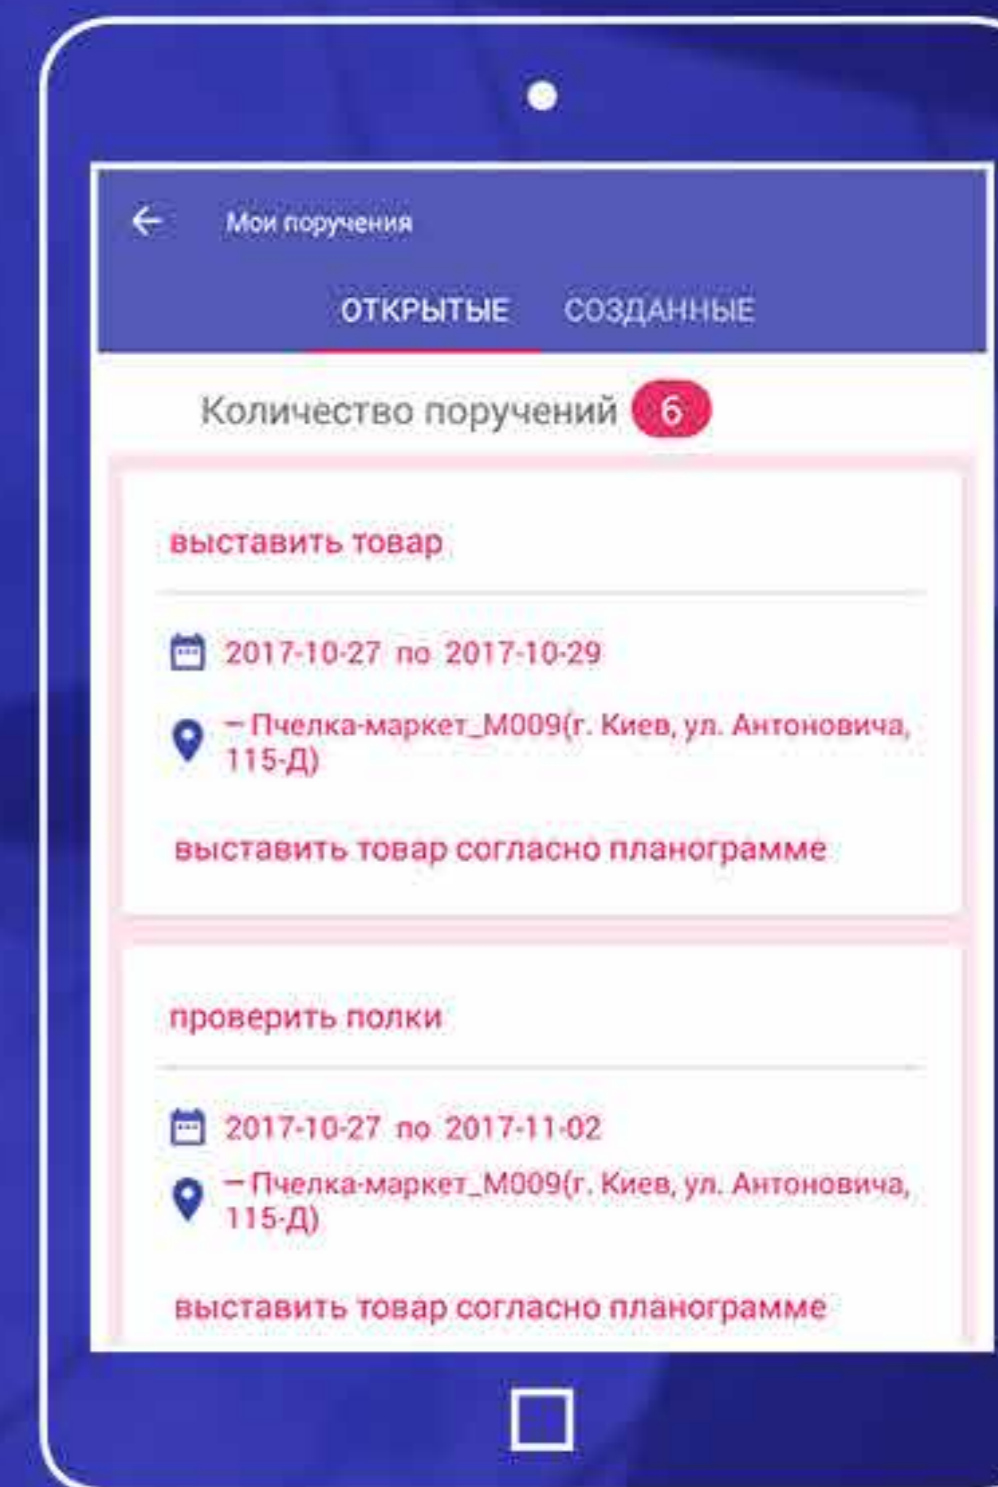 Мои поручения
ОТКРЫТЫЕ СОЗДАННЫЕ
Количество поручений 6
выставить товар
2017-10-27 по 2017-10-29
– Пчелка-маркет_М009(г. Киев, ул. Антоновича,
115-Д)
выставить товар согласно планограмме
проверить полки
2017-10-27 по 2017-11-02
– Пчелка-маркет_М009(г. Киев, ул. Антоновича,
115-Д)
выставить товар согласно планограмме